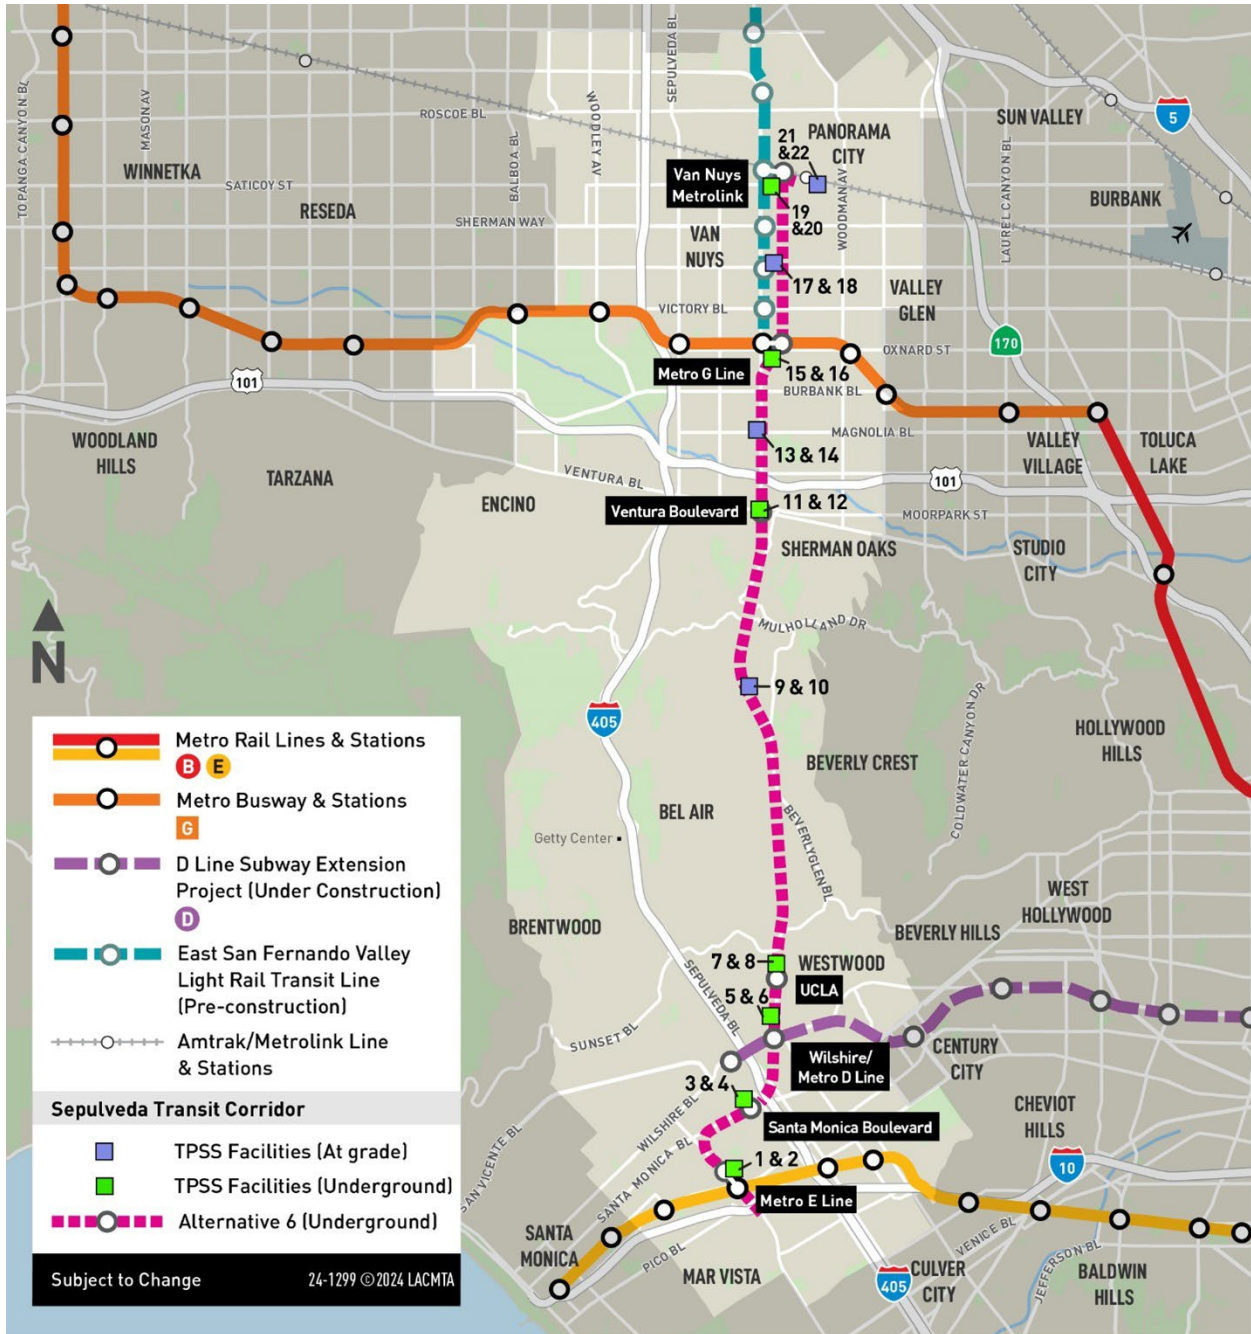 TOPANGA CANYON BL
MASON AV
WINNETKA
SATICOY ST
RESEDA
ROSCOE BL
BALBOA BL
SHERMAN WAY
WOODLEY AV
SEPULVEDA BL
Van Nuys
Metrolink
21
&22
PANORAMA
CITY
WOODMAN AV
19
&20
VAN
NUYS
17 & 18
SUN VALLEY
5
LAUREL CANYON BL
BURBANK
VALLEY
GLEN
VICTORY BL
OXNARD ST
170
Metro G Line
15 & 16
BURBANK BL
101
MAGNOLIA BL
13 & 14
WOODLAND
HILLS
TARZANA
VENTURA BL
ENCINO
VALLEY
VILLAGE
TOLUCA
LAKE
101
Ventura Boulevard
11 & 12
MOORPARK ST
SHERMAN OAKS
STUDIO
CITY
MULHOLLAND DR
N
9 & 10
405
COLDWATER CANYON DR
HOLLYWOOD
HILLS
BEVERLY CREST
BEL AIR
BEVERLY GLEN BL
Getty Center
WEST
HOLLYWOOD
BRENTWOOD
BEVERLY HILLS
7 & 8
WESTWOOD
UCLA
SEPULVEDA BL
5 & 6
SUNSET BL
Wilshire/
Metro D Line
CENTURY
CITY
3 & 4
WILSHIRE BL
Santa Monica Boulevard
CHEVIOT
HILLS
SAN VICENTE BL
SANTA MONICA BL
1 & 2
10
Metro E Line
SANTA
MONICA
PICO BL
MAR VISTA
VENICE BL
405
CULVER
CITY
JEFFERSON BL
BALDWIN
HILLS
Metro Rail Lines & Stations
B E
Metro Busway & Stations
G
D Line Subway Extension
Project (Under Construction)
D
East San Fernando Valley
Light Rail Transit Line
(Pre-construction)
Amtrak/Metrolink Line
& Stations
Sepulveda Transit Corridor
TPSS Facilities (At grade)
TPSS Facilities (Underground)
Alternative 6 (Underground)
Subject to Change 24-1299 ©2024 LACMTA